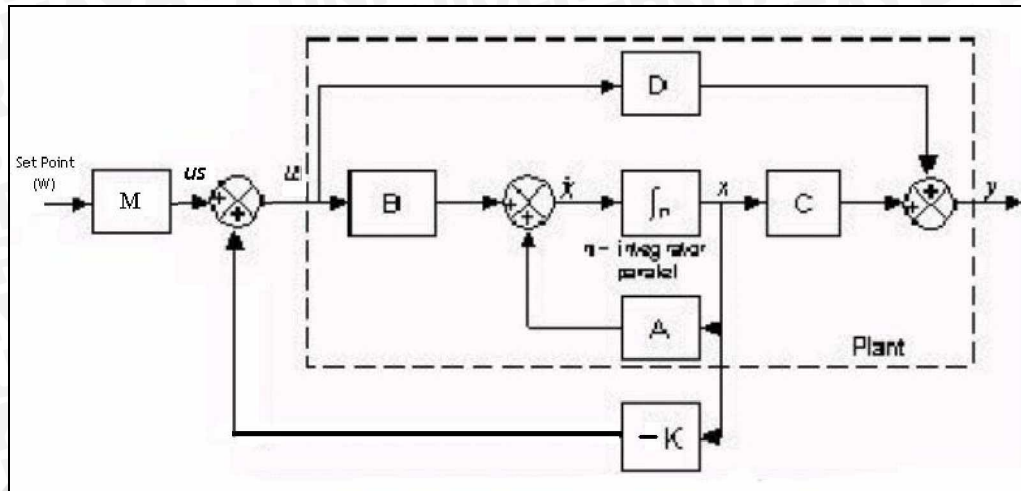 D
Set Point
(W)
M
us
u
B
ẋ
∫n
x
C
y
n - integrator
paralel
A
Plant
-K